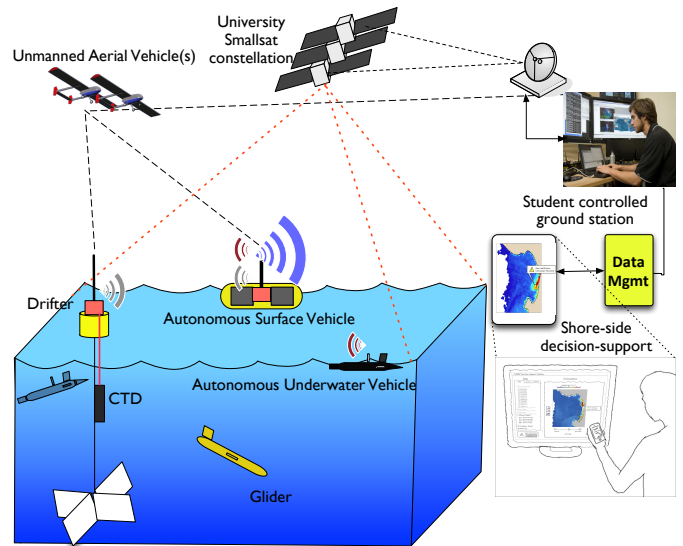 University
Smallsat
constellation
Unmanned Aerial Vehicle(s)
Student controlled
ground station
Data
Mgmt
Drifter
Autonomous Surface Vehicle
Shore-side
decision-support
Autonomous Underwater Vehicle
CTD
Glider